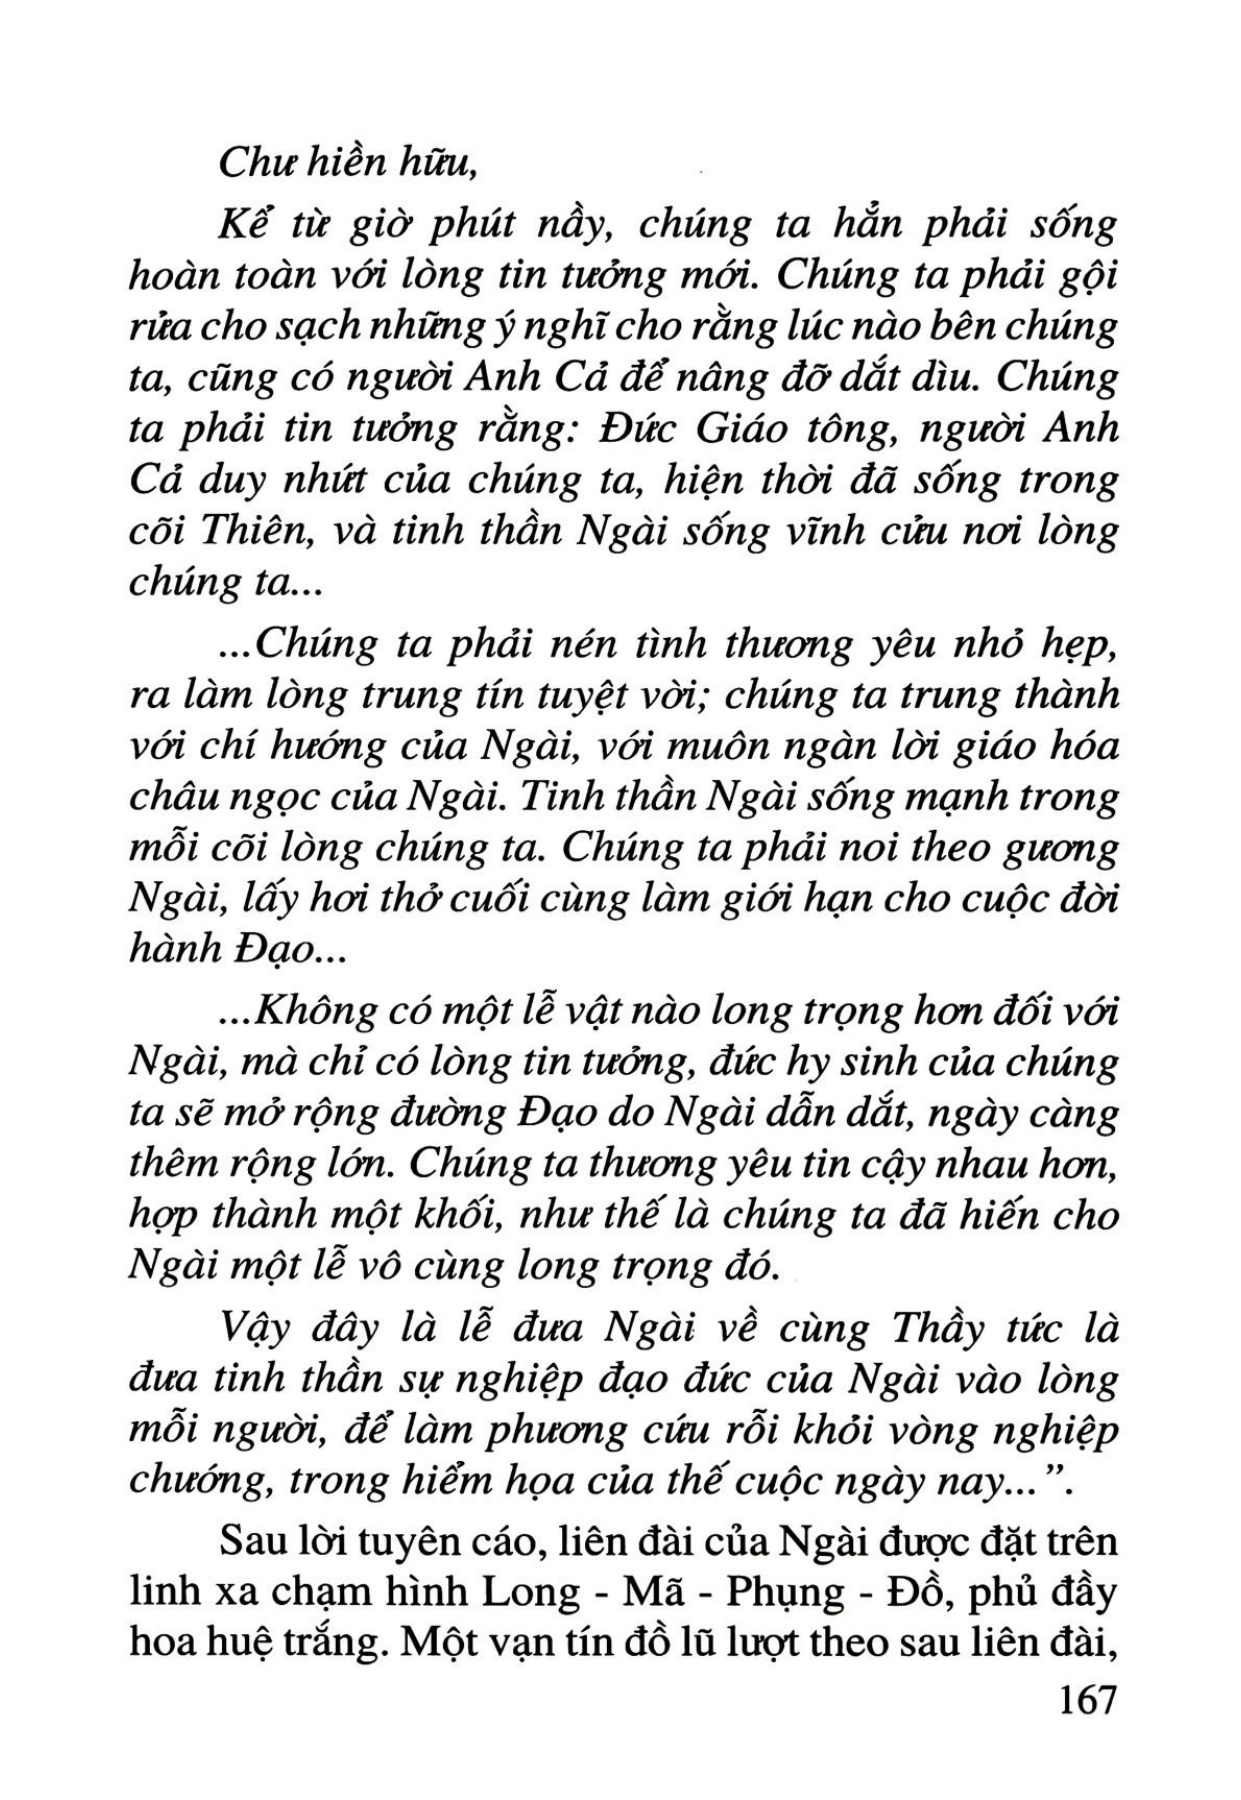 Chư hiền hữu,
Kể từ giờ phút nầy, chúng ta hẳn phải sống
hoàn toàn với lòng tin tưởng mới. Chúng ta phải gội
rửa cho sạch những ý nghĩ cho rằng lúc nào bên chúng
ta, cũng có người Anh Cả để nâng đỡ dắt dìu. Chúng
ta phải tin tưởng rằng: Đức Giáo tông, người Anh
Cả duy nhứt của chúng ta, hiện thời đã sống trong
cõi Thiên, và tinh thần Ngài sống vĩnh cửu nơi lòng
chúng ta...
...Chúng ta phải nén tình thương yêu nhỏ hẹp,
ra làm lòng trung tín tuyệt vời; chúng ta trung thành
với chí hướng của Ngài, với muôn ngàn lời giáo hóa
châu ngọc của Ngài. Tinh thần Ngài sống mạnh trong
mỗi cõi lòng chúng ta. Chúng ta phải noi theo gương
Ngài, lấy hơi thở cuối cùng làm giới hạn cho cuộc đời
hành Đạo...
...Không có một lễ vật nào long trọng hơn đối với
Ngài, mà chỉ có lòng tin tưởng, đức hy sinh của chúng
ta sẽ mở rộng đường Đạo do Ngài dẫn dắt, ngày càng
thêm rộng lớn. Chúng ta thương yêu tin cậy nhau hơn,
hợp thành một khối, như thế là chúng ta đã hiến cho
Ngài một lễ vô cùng long trọng đó.
Vậy đây là lễ đưa Ngài về cùng Thầy tức là
đưa tinh thần sự nghiệp đạo đức của Ngài vào lòng
mỗi người, để làm phương cứu rỗi khỏi vòng nghiệp
chướng, trong hiểm họa của thế cuộc ngày nay...”.
Sau lời tuyên cáo, liên đài của Ngài được đặt trên
linh xa chạm hình Long - Mã - Phụng - Đồ, phủ đầy
hoa huệ trắng. Một vạn tín đồ lũ lượt theo sau liên đài,
167